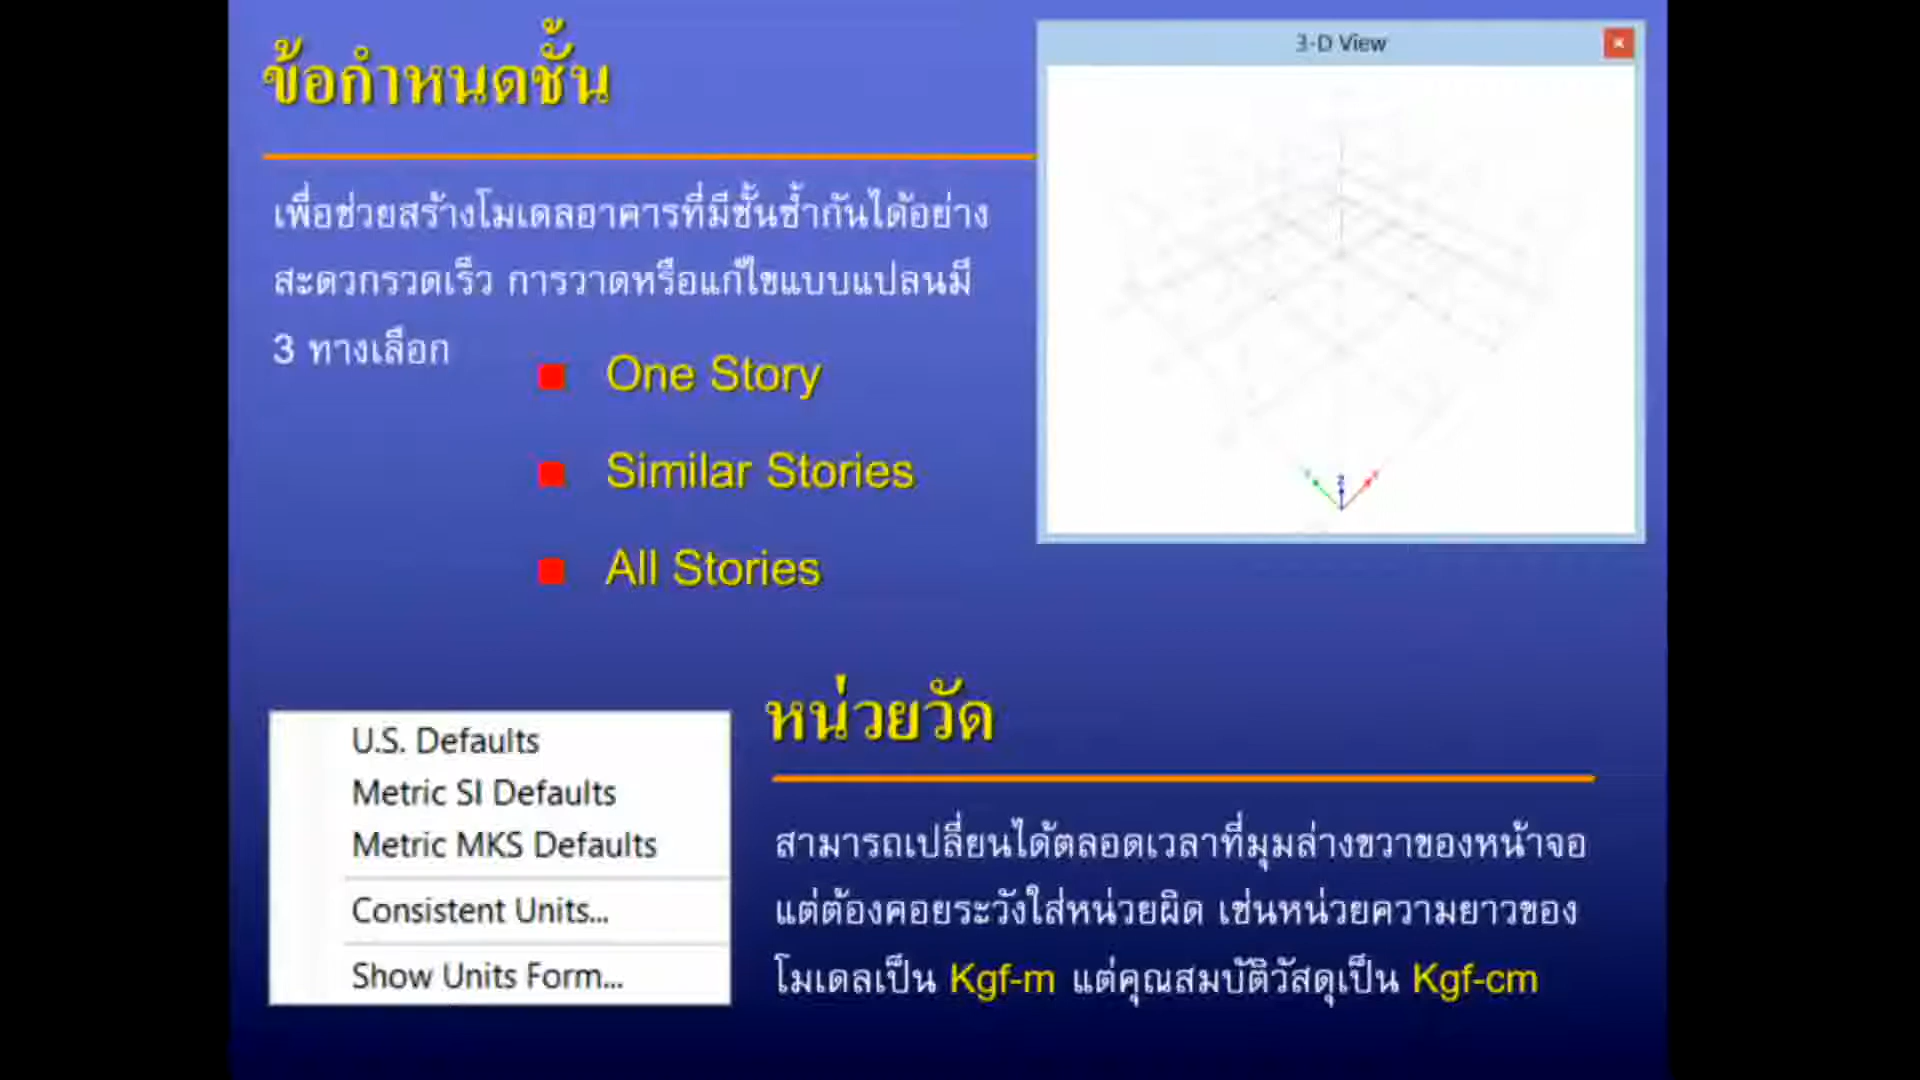 ข้อกำหนดชั้น
3-D View
เพื่อช่วยสร้างโมเดลอาคารที่มีชั้นซ้ำกันได้อย่าง
สะดวกรวดเร็ว การวาดหรือแก้ไขแบบแปลนมี
3 ทางเลือก
One Story
Similar Stories
All Stories
Z
หน่วยวัด
U.S. Defaults
Metric SI Defaults
Metric MKS Defaults
Consistent Units...
Show Units Form...
สามารถเปลี่ยนได้ตลอดเวลาที่มุมล่างขวาของหน้าจอ
แต่ต้องคอยระวังใส่หน่วยผิด เช่นหน่วยความยาวของ
โมเดลเป็น Kgf-m แต่คุณสมบัติวัสดุเป็น Kgf-cm